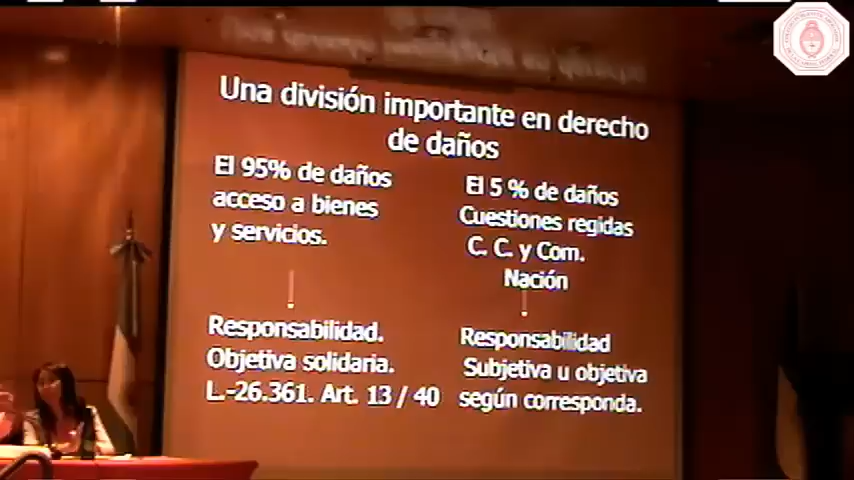 Una división importante en derecho
de daños
El 95% de daños
acceso a bienes
y servicios.
Responsabilidad.
Objetiva solidaria.
L.-26.361. Art. 13 / 40
El 5 % de daños
Cuestiones regidas
C. C. y Com.
Nación
Responsabilidad
Subjetiva u objetiva
según corresponda.